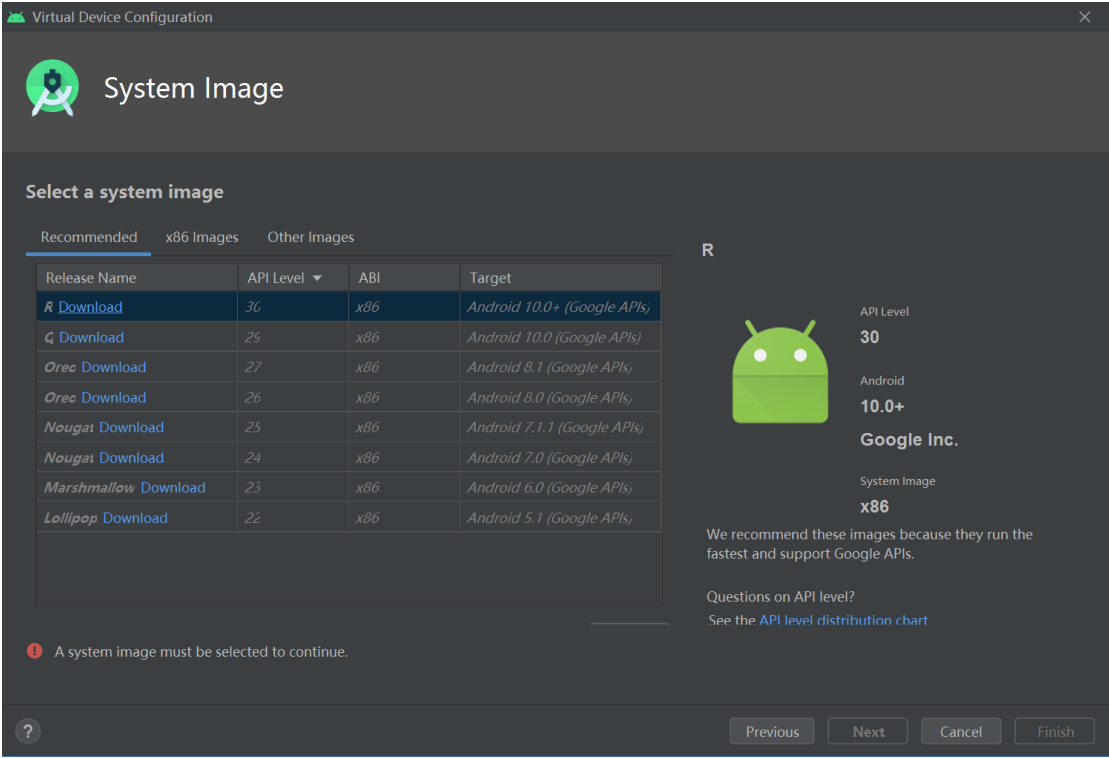 Virtual Device Configuration
System Image
Select a system image
Recommended x86 Images Other Images
Release Name API Level ABI Target
R Download 30 x86 Android 10.0+ (Google APIs)
Q Download 29 x86 Android 10.0 (Google APIs)
Oreo Download 27 x86 Android 8.1 (Google APIs)
Oreo Download 26 x86 Android 8.0 (Google APIs)
Nougat Download 25 x86 Android 7.1.1 (Google APIs)
Nougat Download 24 x86 Android 7.0 (Google APIs)
Marshmallow Download 23 x86 Android 6.0 (Google APIs)
Lollipop Download 22 x86 Android 5.1 (Google APIs)
R
API Level
30
Android
10.0+
Google Inc.
System Image
x86
We recommend these images because they run the
fastest and support Google APIs.
Questions on API level?
See the API level distribution chart
A system image must be selected to continue.
? Previous Next Cancel Finish